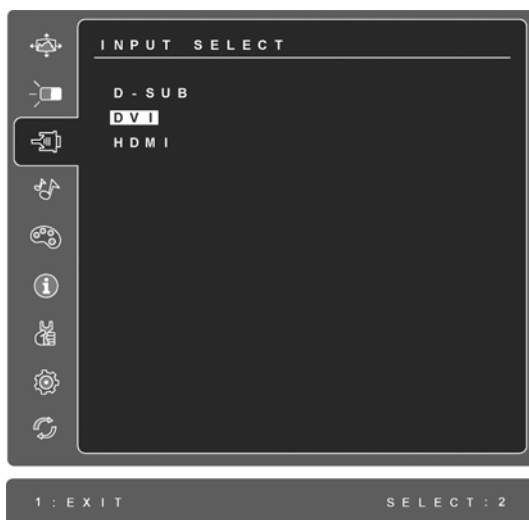 INPUT SELECT
D-SUB
DVI
HDMI
1:EXIT
SELECT:2